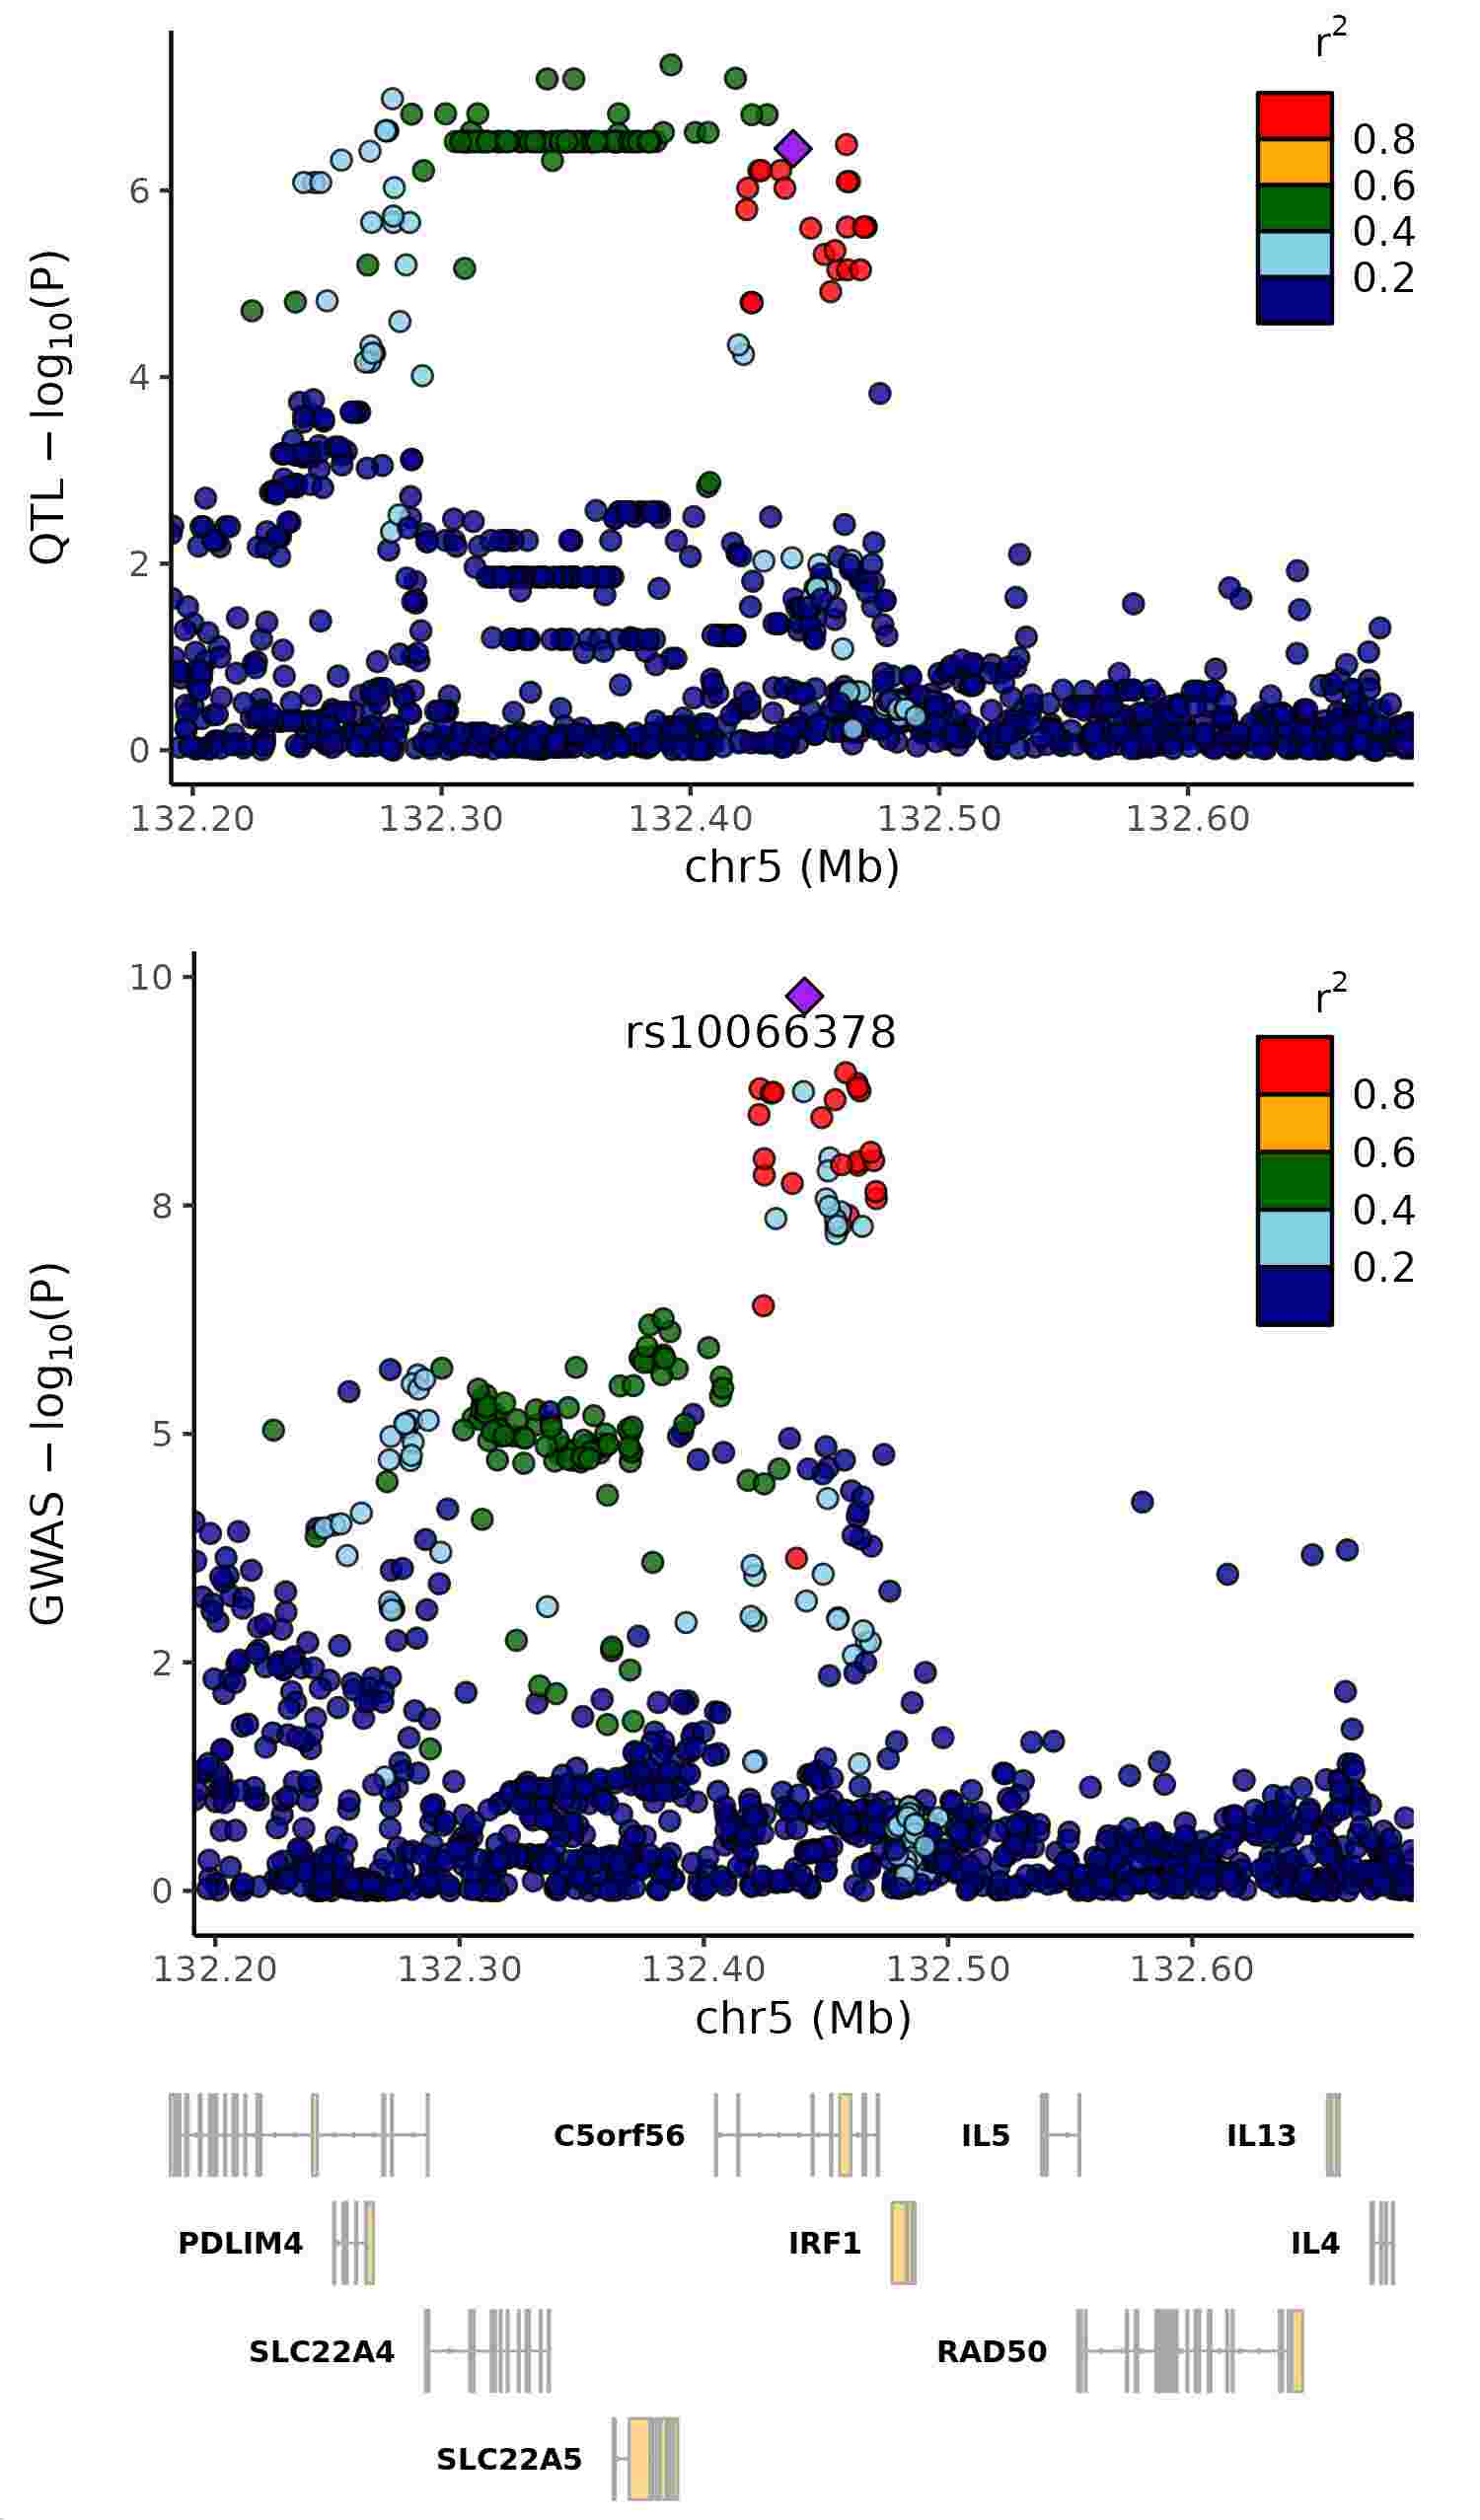 r2
0.8
0.6
0.4
0.2
QTL − log10(P)
6
4
2
0
132.20 132.30 132.40 132.50 132.60
chr5 (Mb)
10
8
5
2
0
GWAS − log10(P)
rs10066378
r2
0.8
0.6
0.4
0.2
132.20 132.30 132.40 132.50 132.60
chr5 (Mb)
C5orf56 IL5 IL13
PDLIM4 IRF1 IL4
SLC22A4 RAD50
SLC22A5